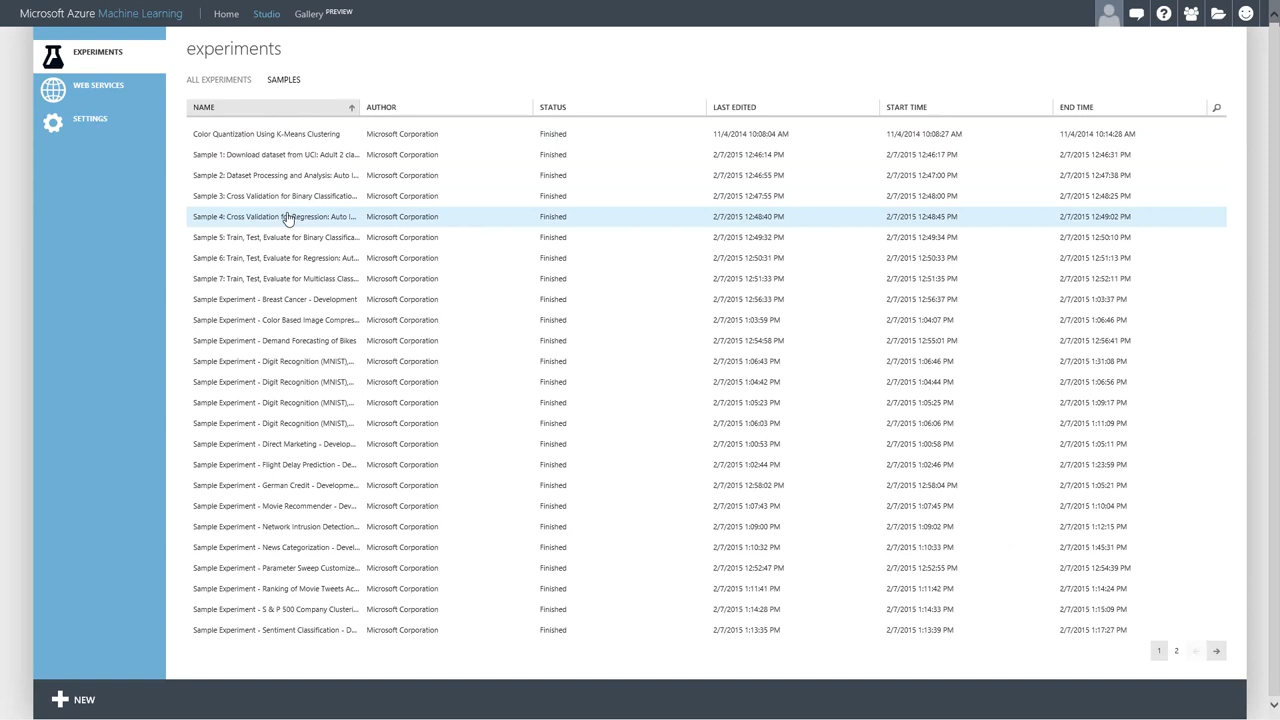 Microsoft Azure Machine Learning Home Studio Gallery PREVIEW
EXPERIMENTS
WEB SERVICES
SETTINGS
experiments
ALL EXPERIMENTS SAMPLES
NAME AUTHOR STATUS LAST EDITED START TIME END TIME
Color Quantization Using K-Means Clustering Microsoft Corporation Finished 11/4/2014 10:08:04 AM 11/4/2014 10:08:27 AM 11/4/2014 10:14:28 AM
Sample 1: Download dataset from UCI: Adult 2 cla... Microsoft Corporation Finished 2/7/2015 12:46:14 PM 2/7/2015 12:46:17 PM 2/7/2015 12:46:31 PM
Sample 2: Dataset Processing and Analysis: Auto I... Microsoft Corporation Finished 2/7/2015 12:46:55 PM 2/7/2015 12:47:00 PM 2/7/2015 12:47:38 PM
Sample 3: Cross Validation for Binary Classificatio... Microsoft Corporation Finished 2/7/2015 12:47:55 PM 2/7/2015 12:48:00 PM 2/7/2015 12:48:25 PM
Sample 4: Cross Validation for Regression: Auto I... Microsoft Corporation Finished 2/7/2015 12:48:40 PM 2/7/2015 12:48:45 PM 2/7/2015 12:49:02 PM
Sample 5: Train, Test, Evaluate for Binary Classifica... Microsoft Corporation Finished 2/7/2015 12:49:32 PM 2/7/2015 12:49:34 PM 2/7/2015 12:50:10 PM
Sample 6: Train, Test, Evaluate for Regression: Aut... Microsoft Corporation Finished 2/7/2015 12:50:31 PM 2/7/2015 12:50:33 PM 2/7/2015 12:51:13 PM
Sample 7: Train, Test, Evaluate for Multiclass Class... Microsoft Corporation Finished 2/7/2015 12:51:33 PM 2/7/2015 12:51:35 PM 2/7/2015 12:52:11 PM
Sample Experiment - Breast Cancer - Development Microsoft Corporation Finished 2/7/2015 12:56:33 PM 2/7/2015 12:56:37 PM 2/7/2015 1:03:37 PM
Sample Experiment - Color Based Image Compres... Microsoft Corporation Finished 2/7/2015 1:03:59 PM 2/7/2015 1:04:07 PM 2/7/2015 1:06:46 PM
Sample Experiment - Demand Forecasting of Bikes Microsoft Corporation Finished 2/7/2015 12:54:58 PM 2/7/2015 12:55:01 PM 2/7/2015 12:56:41 PM
Sample Experiment - Digit Recognition (MNIST),... Microsoft Corporation Finished 2/7/2015 1:06:43 PM 2/7/2015 1:06:46 PM 2/7/2015 1:31:08 PM
Sample Experiment - Digit Recognition (MNIST),... Microsoft Corporation Finished 2/7/2015 1:04:42 PM 2/7/2015 1:04:44 PM 2/7/2015 1:06:56 PM
Sample Experiment - Digit Recognition (MNIST),... Microsoft Corporation Finished 2/7/2015 1:05:23 PM 2/7/2015 1:05:25 PM 2/7/2015 1:09:17 PM
Sample Experiment - Digit Recognition (MNIST),... Microsoft Corporation Finished 2/7/2015 1:06:03 PM 2/7/2015 1:06:06 PM 2/7/2015 1:11:09 PM
Sample Experiment - Direct Marketing - Develop... Microsoft Corporation Finished 2/7/2015 1:00:53 PM 2/7/2015 1:00:58 PM 2/7/2015 1:05:11 PM
Sample Experiment - Flight Delay Prediction - De... Microsoft Corporation Finished 2/7/2015 1:02:44 PM 2/7/2015 1:02:46 PM 2/7/2015 1:23:59 PM
Sample Experiment - German Credit - Developme... Microsoft Corporation Finished 2/7/2015 12:58:02 PM 2/7/2015 12:58:04 PM 2/7/2015 1:05:21 PM
Sample Experiment - Movie Recommender - Dev... Microsoft Corporation Finished 2/7/2015 1:07:43 PM 2/7/2015 1:07:45 PM 2/7/2015 1:10:04 PM
Sample Experiment - Network Intrusion Detection... Microsoft Corporation Finished 2/7/2015 1:09:00 PM 2/7/2015 1:09:02 PM 2/7/2015 1:12:15 PM
Sample Experiment - News Categorization - Devel... Microsoft Corporation Finished 2/7/2015 1:10:32 PM 2/7/2015 1:10:33 PM 2/7/2015 1:45:31 PM
Sample Experiment - Parameter Sweep Customize... Microsoft Corporation Finished 2/7/2015 12:52:47 PM 2/7/2015 12:52:55 PM 2/7/2015 12:54:39 PM
Sample Experiment - Ranking of Movie Tweets Ac... Microsoft Corporation Finished 2/7/2015 1:11:41 PM 2/7/2015 1:11:42 PM 2/7/2015 1:14:24 PM
Sample Experiment - S & P 500 Company Clusteri... Microsoft Corporation Finished 2/7/2015 1:14:28 PM 2/7/2015 1:14:33 PM 2/7/2015 1:15:09 PM
Sample Experiment - Sentiment Classification - D... Microsoft Corporation Finished 2/7/2015 1:13:35 PM 2/7/2015 1:13:39 PM 2/7/2015 1:17:27 PM
1 2
NEW